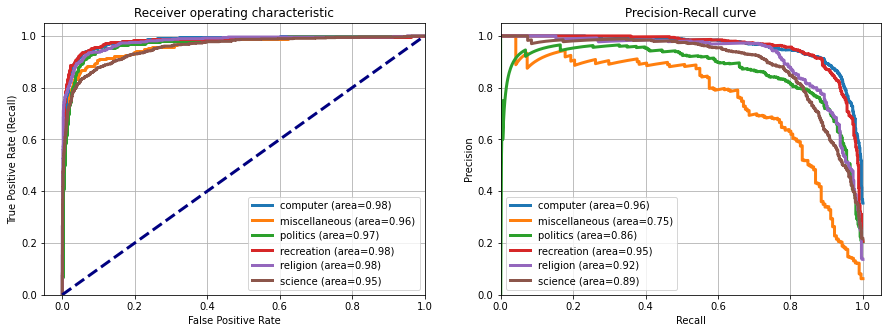 Receiver operating characteristic
True Positive Rate (Recall)
1.0
0.8
0.6
0.4
0.2
0.0
computer (area=0.98)
miscellaneous (area=0.96)
politics (area=0.97)
recreation (area=0.98)
religion (area=0.98)
science (area=0.95)
0.0 0.2 0.4 0.6 0.8 1.0
False Positive Rate
Precision-Recall curve
Precision
1.0
0.8
0.6
0.4
0.2
0.0
computer (area=0.96)
miscellaneous (area=0.75)
politics (area=0.86)
recreation (area=0.95)
religion (area=0.92)
science (area=0.89)
0.0 0.2 0.4 0.6 0.8 1.0
Recall